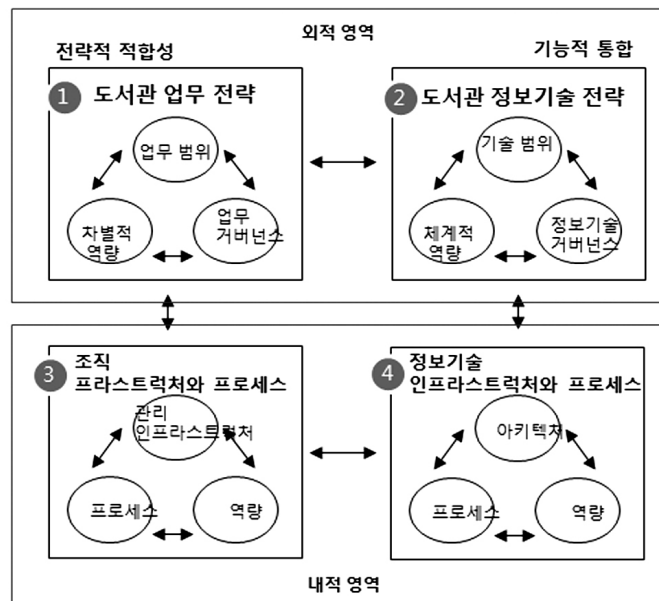 외적 영역
전략적 적합성
기능적 통합
1 도서관 업무 전략
업무 범위
차별적
역량
업무
거버넌스
2 도서관 정보기술 전략
기술 범위
체계적
역량
정보기술
거버넌스
3 조직
프라스트럭처와 프로세스
관리
인프라스트럭처
프로세스
역량
4 정보기술
인프라스트럭처와 프로세스
아키텍처
프로세스
역량
내적 영역